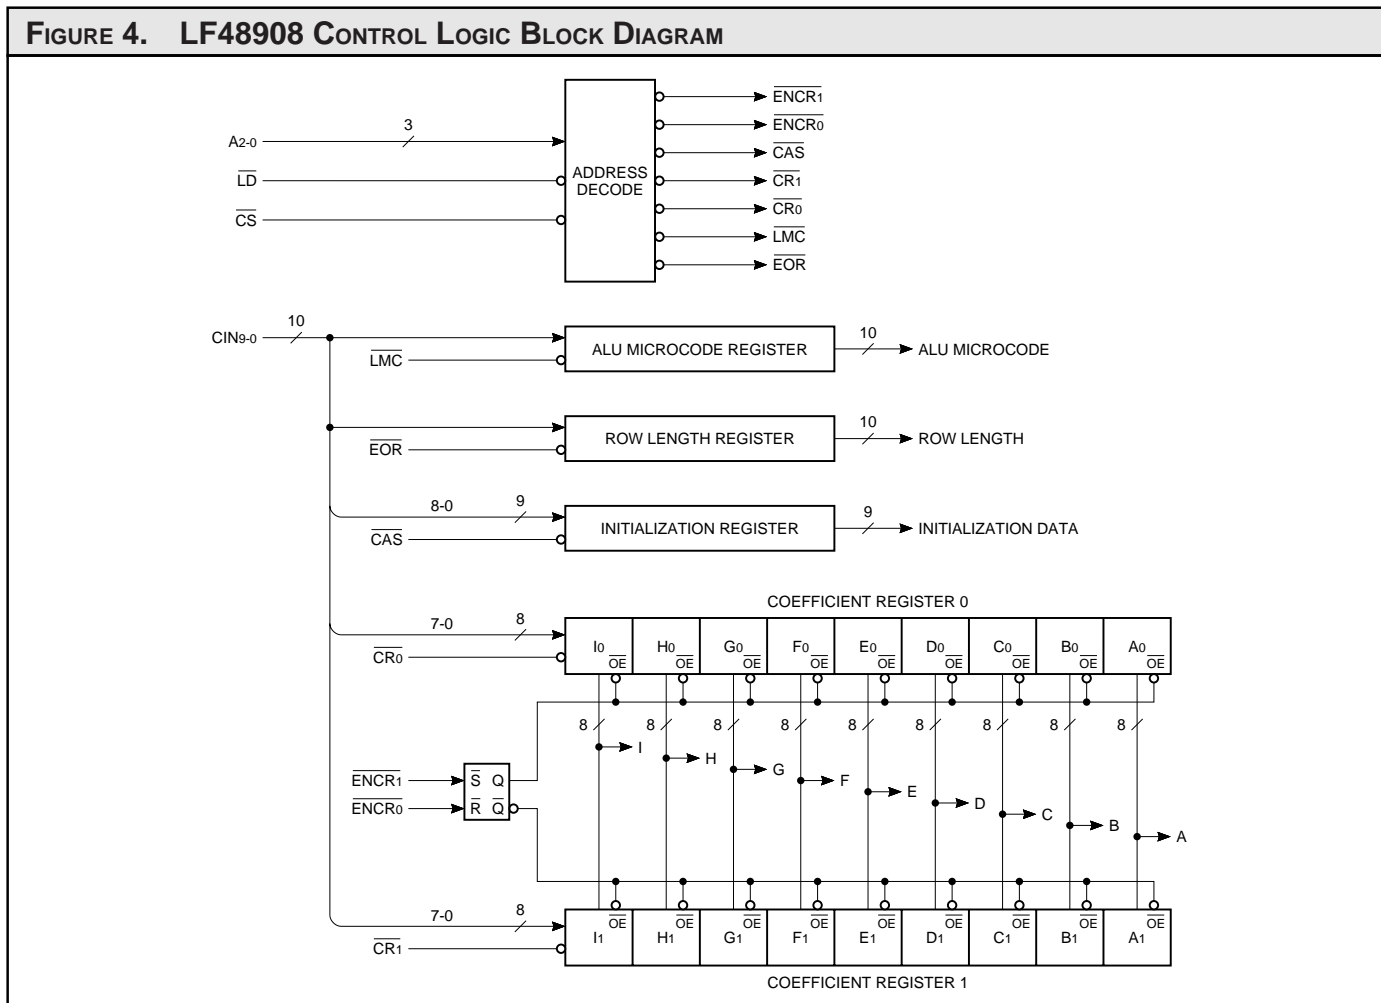 FIGURE 4. LF48908 CONTROL LOGIC BLOCK DIAGRAM
ENCR1
3
ENCR0
A2-0
CAS
LD
ADDRESS DECODE
CR1
CS
CR0
LMC
EOR
10
CIN9-0
LMC
ALU MICROCODE REGISTER
10
ALU MICROCODE
EOR
ROW LENGTH REGISTER
10
ROW LENGTH
8-0
9
CAS
INITIALIZATION REGISTER
9
INITIALIZATION DATA
COEFFICIENT REGISTER 0
7-0
8
CR0
I0 H0 G0 F0 E0 D0 C0 B0 A0
OE OE OE OE OE OE OE OE OE
8 8 8 8 8 8 8 8 8
I
H
G
F
E
D
C
B
A
ENCR1
S Q
ENCR0
R Q
7-0
8
CR1
OE OE OE OE OE OE OE OE OE
I1 H1 G1 F1 E1 D1 C1 B1 A1
COEFFICIENT REGISTER 1